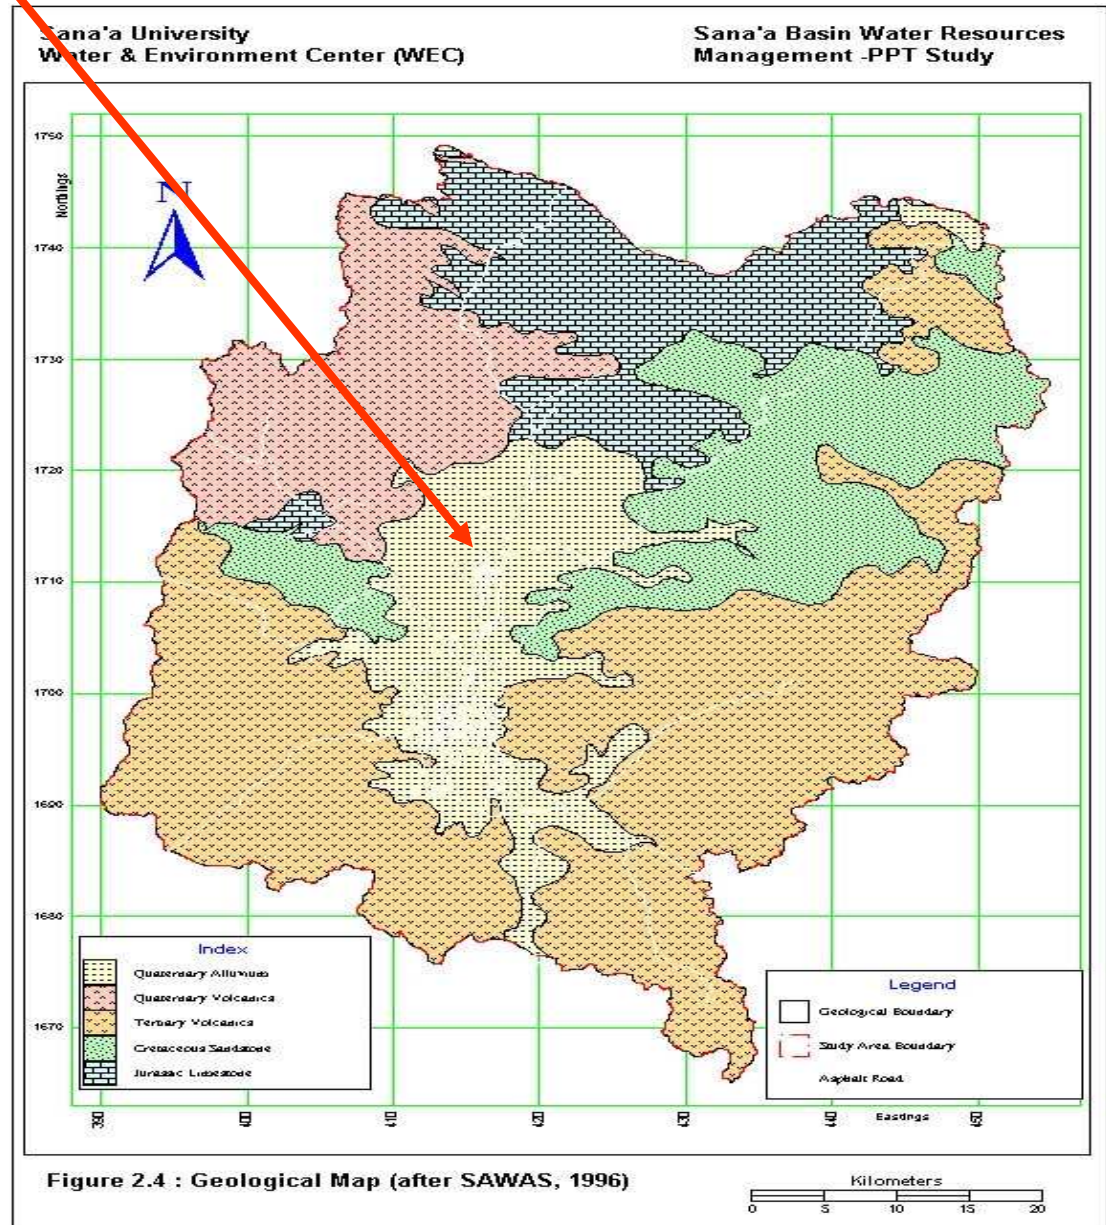 Sana'a University
Water & Environment Center (WEC)
Sana'a Basin Water Resources
Management -PPT Study
1750
Northings
N
1740
1730
1720
1710
1700
1690
1680
1670
Index
Quaternary Alluvium
Quaternary Volcanics
Ternary Volcanics
Cretaceous Sandstone
Jurassic Limestone
Legend
Geological Boundary
Study Area Boundary
Asphalt Road
390
400
410
420
430
440
450
Eastings
Figure 2.4 : Geological Map (after SAWAS, 1996)
Kilometers
0 5 10 15 20